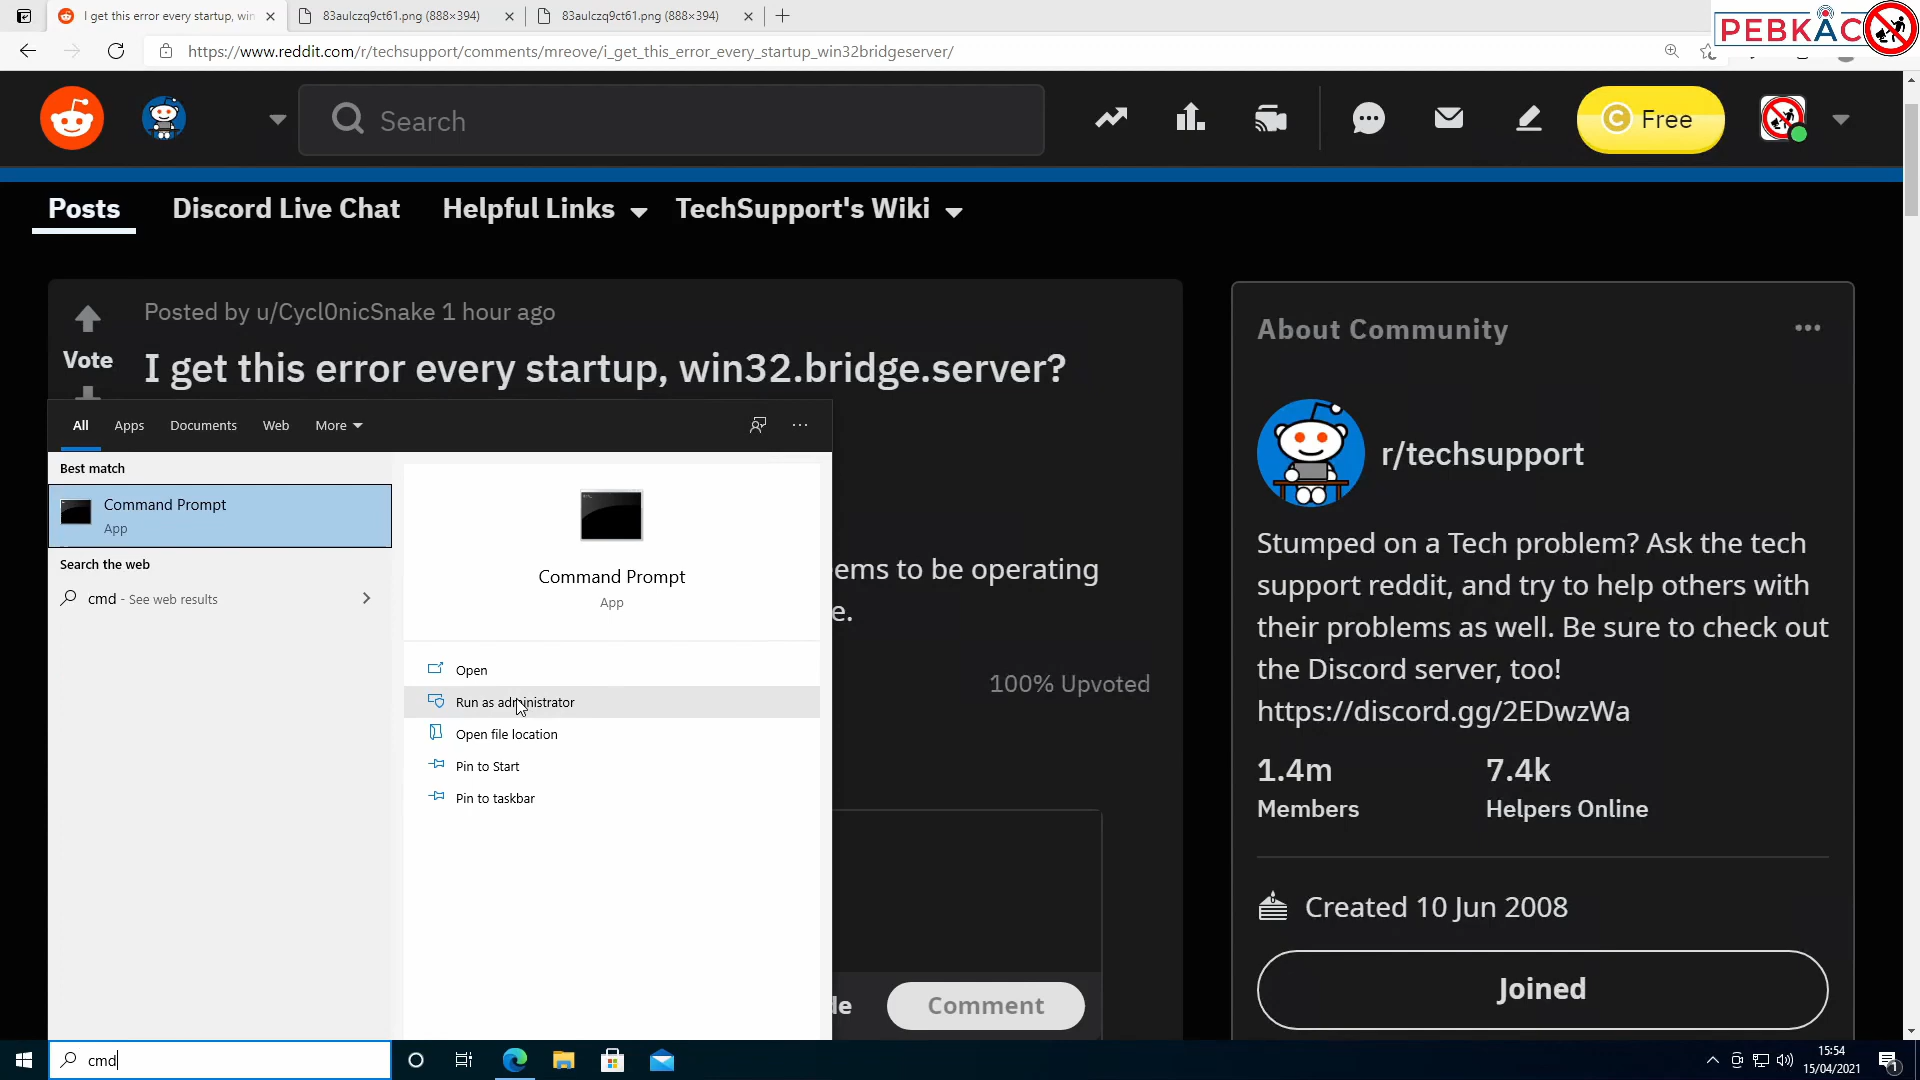 I get this error every startup, win
83aulczq9ct61.png (888×394)
83aulczq9ct61.png (888×394)
https://www.reddit.com/r/techsupport/comments/mreove/i_get_this_error_every_startup_win32bridgeserver/
PEBKAC
Search
Free
Posts
Discord Live Chat
Helpful Links
TechSupport's Wiki
Posted by u/Cycl0nicSnake 1 hour ago
Vote
I get this error every startup, win32.bridge.server?
About Community
r/techsupport
Stumped on a Tech problem? Ask the tech
support reddit, and try to help others with
their problems as well. Be sure to check out
the Discord server, too!
https://discord.gg/2EDwzWa
1.4m
Members
7.4k
Helpers Online
Created 10 Jun 2008
Joined
All
Apps
Documents
Web
More
Best match
Command Prompt
App
Search the web
cmd - See web results
Command Prompt
App
Open
Run as administrator
Open file location
Pin to Start
Pin to taskbar
ems to be operating
e.
100% Upvoted
de
Comment
cmd
15:54
15/04/2021
1